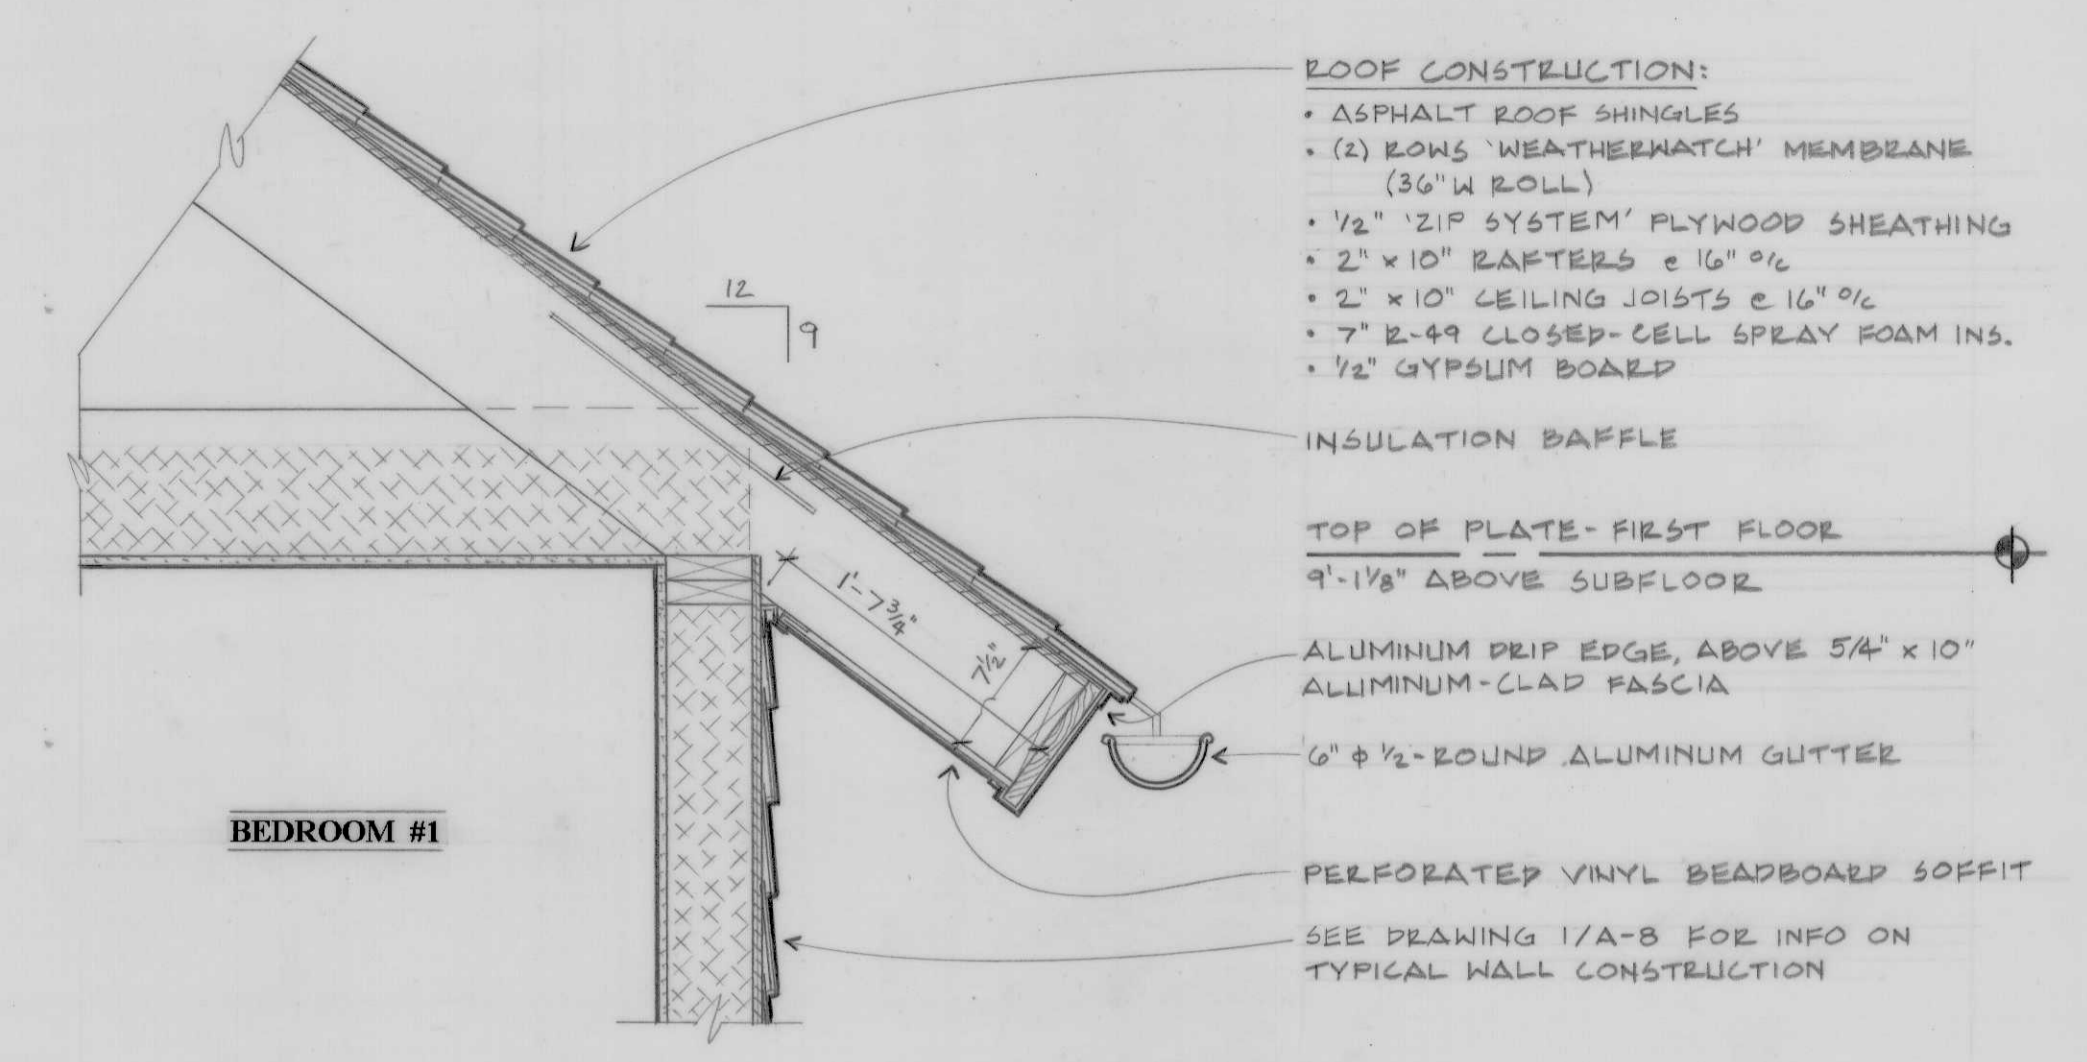 ROOF CONSTRUCTION:
• ASPHALT ROOF SHINGLES
• (2) ROWS 'WEATHERWATCH' MEMBRANE
(36" W ROLL)
• 1/2" 'ZIP SYSTEM' PLYWOOD SHEATHING
• 2" x 10" RAFTERS @ 16" o/c
• 2" x 10" CEILING JOISTS @ 16" o/c
• 7" R-49 CLOSED-CELL SPRAY FOAM INS.
• 1/2" GYPSUM BOARD
12
9
INSULATION BAFFLE
TOP OF PLATE - FIRST FLOOR
9'-1 1/8" ABOVE SUBFLOOR
1'-7 3/4"
7 1/2"
ALUMINUM DRIP EDGE, ABOVE 5/4" x 10"
ALUMINUM-CLAD FASCIA
6" ϕ 1/2-ROUND ALUMINUM GUTTER
BEDROOM #1
PERFORATED VINYL BEADBOARD SOFFIT
SEE DRAWING 1/A-8 FOR INFO ON
TYPICAL WALL CONSTRUCTION